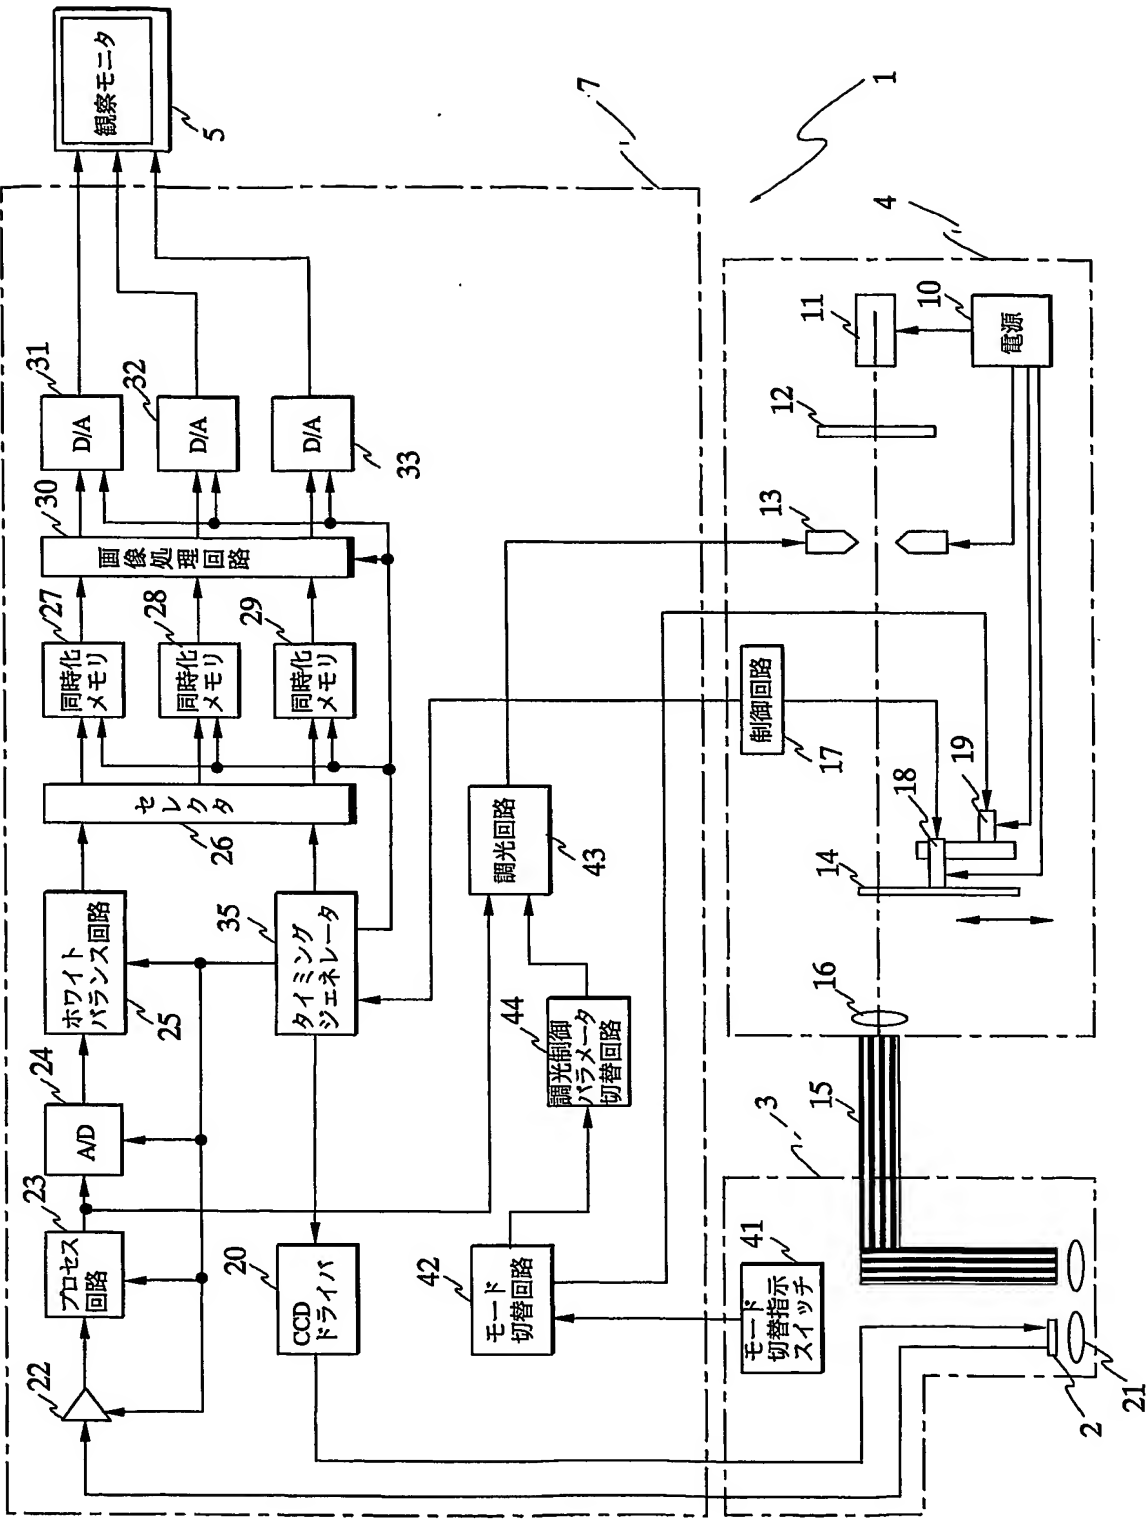 観察モニタ
5
7
1
31
D/A
32
D/A
D/A
33
30
画像処理回路
27
同時化
メモリ
28
同時化
メモリ
29
同時化
メモリ
セレクタ
26
ホワイト
バランス回路
25
24
A/D
23
プロセス
回路
22
35
タイミング
ジェネレータ
20
CCD
ドライバ
調光回路
43
44
調光制御
パラメータ
切替回路
42
モード
切替回路
4
11
10
電源
12
13
制御回路
17
18
19
14
16
15
3
41
モード
切替指示
スイッチ
2
21